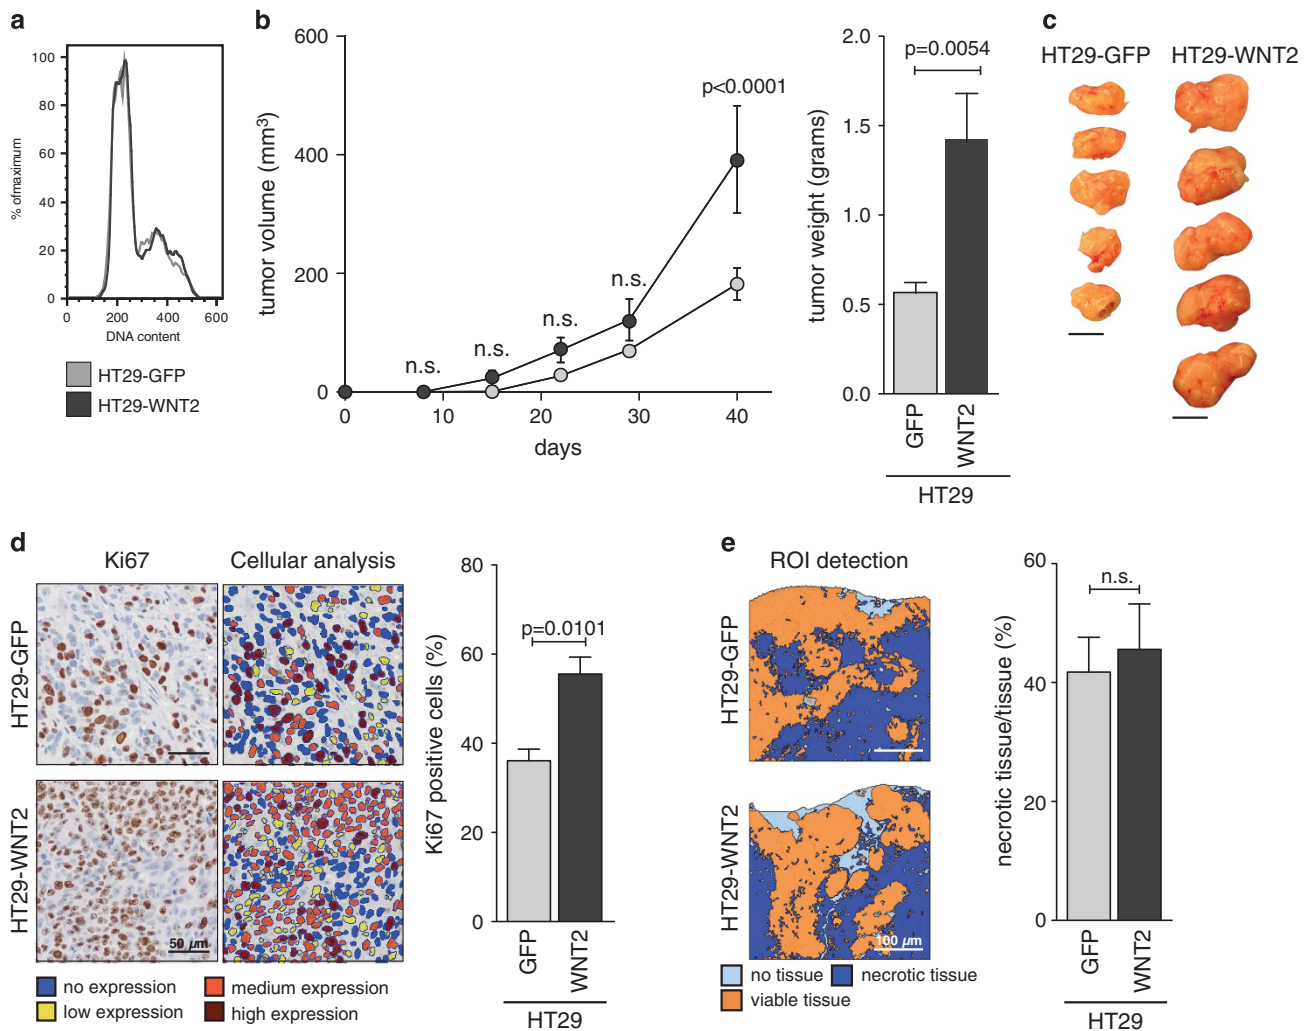 a
100
80
60
40
20
0
% ofmaximum
0 200 400 600
DNA content
HT29-GFP
HT29-WNT2
b
600
400
200
0
tumor volume (mm³)
p<0.0001
n.s.
n.s.
n.s.
n.s.
0 10 20 30 40
days
2.0
1.5
1.0
0.5
0.0
tumor weight (grams)
p=0.0054
GFP
WNT2
HT29
c
HT29-GFP HT29-WNT2
d
Ki67 Cellular analysis
HT29-GFP
HT29-WNT2
50 µm
no expression
medium expression
low expression
high expression
80
60
40
20
0
Ki67 positive cells (%)
p=0.0101
GFP
WNT2
HT29
e
ROI detection
HT29-GFP
HT29-WNT2
100 µm
no tissue
necrotic tissue
viable tissue
60
40
20
0
necrotic tissue/tissue (%)
n.s.
GFP
WNT2
HT29